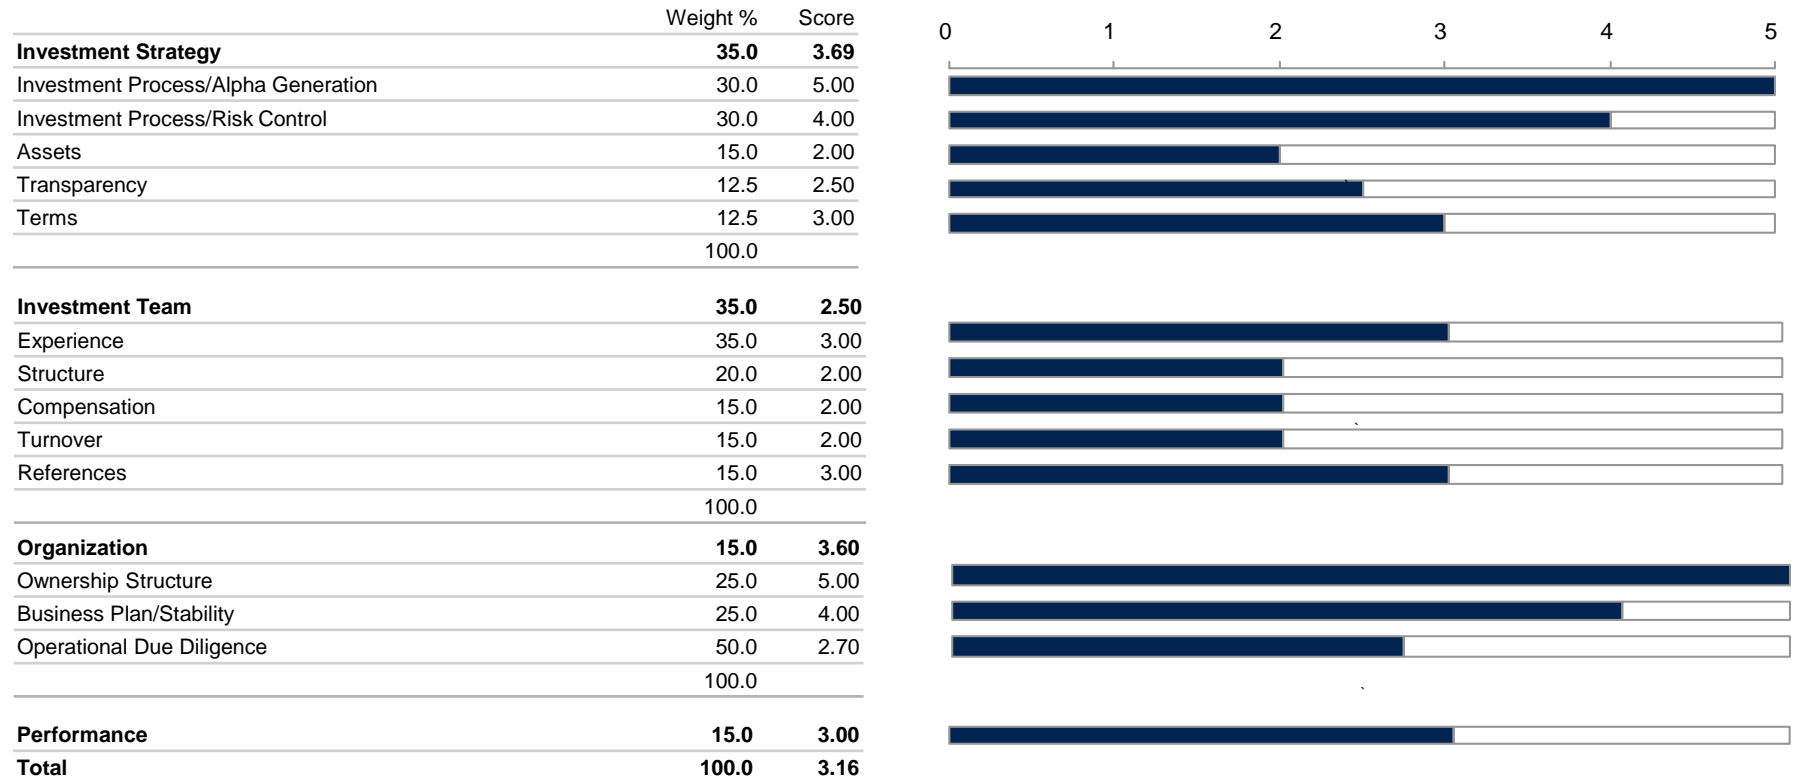 Weight % Score
0 1 2 3 4 5
Investment Strategy 35.0 3.69
Investment Process/Alpha Generation 30.0 5.00
Investment Process/Risk Control 30.0 4.00
Assets 15.0 2.00
Transparency 12.5 2.50
Terms 12.5 3.00
100.0
Investment Team 35.0 2.50
Experience 35.0 3.00
Structure 20.0 2.00
Compensation 15.0 2.00
Turnover 15.0 2.00
References 15.0 3.00
100.0
Organization 15.0 3.60
Ownership Structure 25.0 5.00
Business Plan/Stability 25.0 4.00
Operational Due Diligence 50.0 2.70
100.0
Performance 15.0 3.00
Total 100.0 3.16